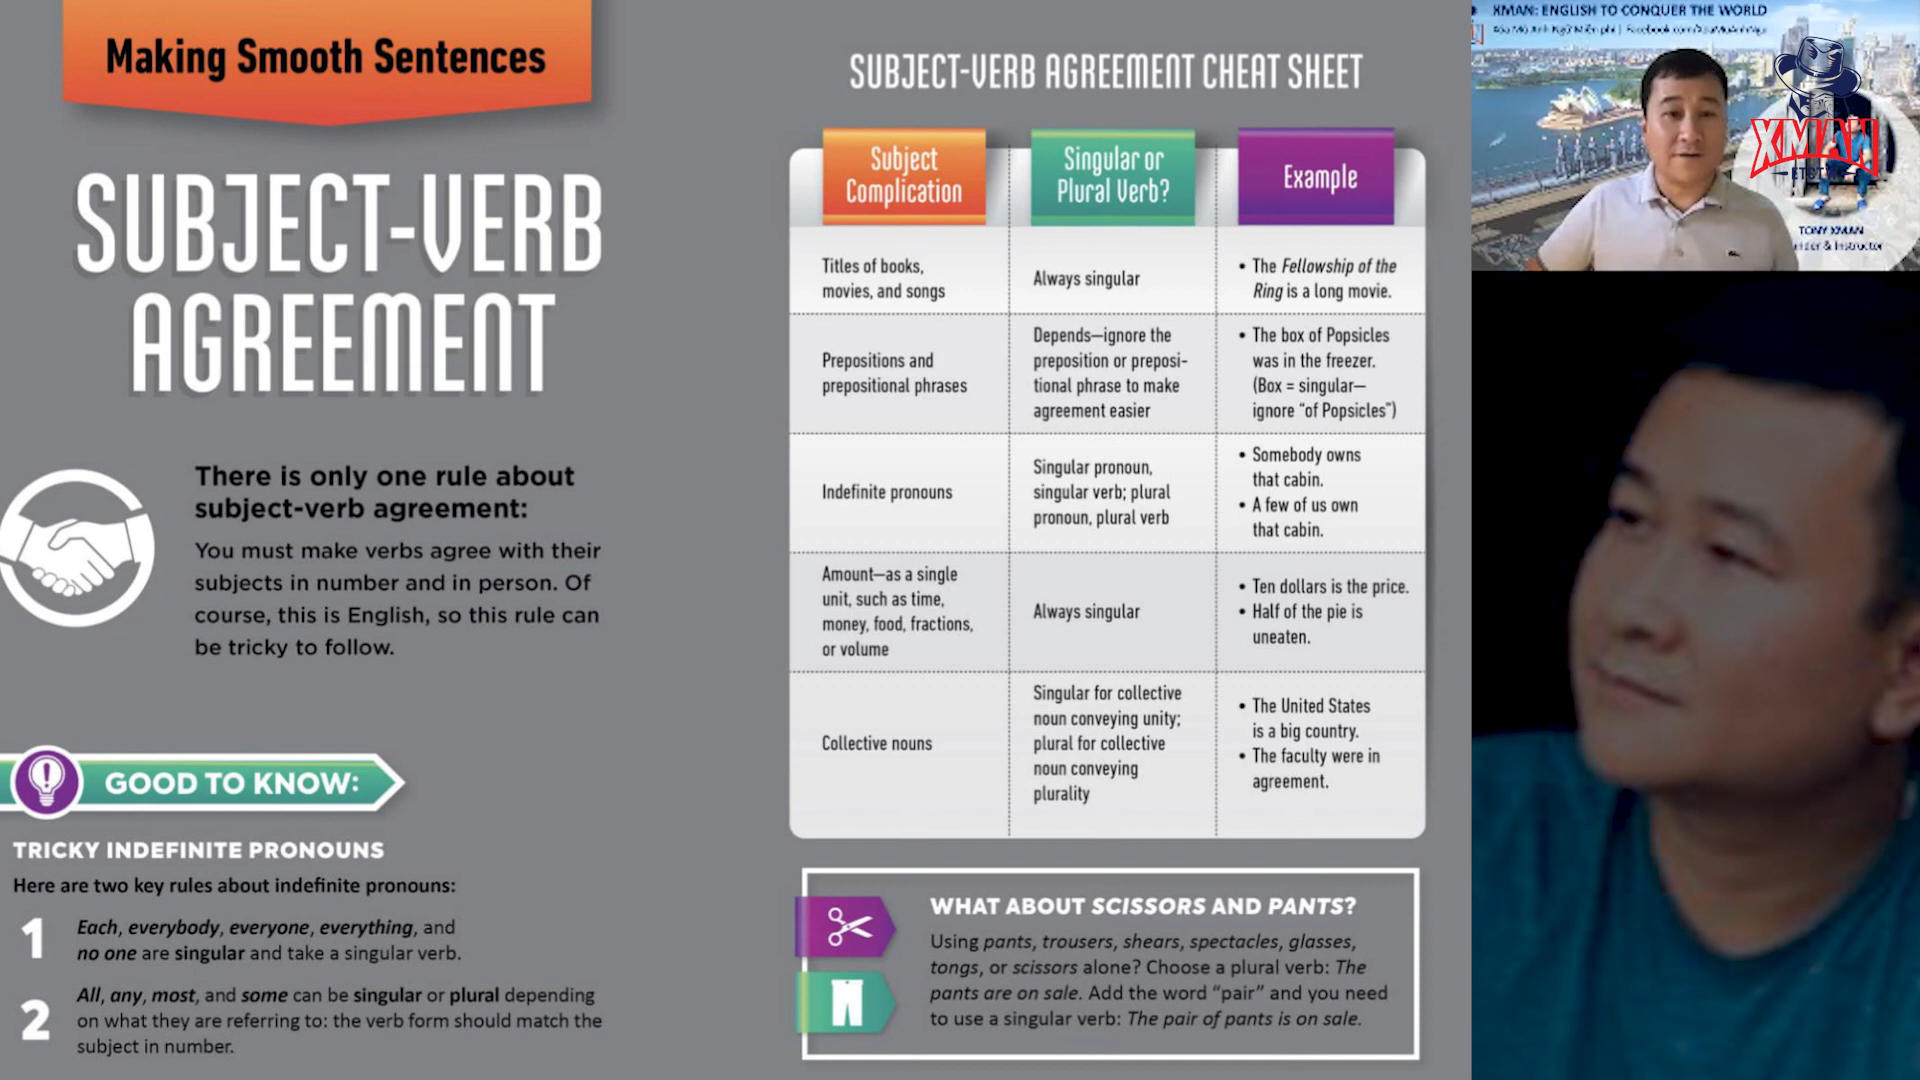 Making Smooth Sentences
SUBJECT-VERB
AGREEMENT
There is only one rule about
subject-verb agreement:
You must make verbs agree with their
subjects in number and in person. Of
course, this is English, so this rule can
be tricky to follow.
GOOD TO KNOW:
TRICKY INDEFINITE PRONOUNS
Here are two key rules about indefinite pronouns:
1
Each, everybody, everyone, everything, and
no one are singular and take a singular verb.
2
All, any, most, and some can be singular or plural depending
on what they are referring to: the verb form should match the
subject in number.
SUBJECT-VERB AGREEMENT CHEAT SHEET
Subject
Complication
Singular or
Plural Verb?
Example
Titles of books,
movies, and songs
Always singular
• The Fellowship of the
Ring is a long movie.
Prepositions and
prepositional phrases
Depends—ignore the
preposition or preposi-
tional phrase to make
agreement easier
• The box of Popsicles
was in the freezer.
(Box = singular—
ignore "of Popsicles")
Indefinite pronouns
Singular pronoun,
singular verb; plural
pronoun, plural verb
• Somebody owns
that cabin.
• A few of us own
that cabin.
Amount—as a single
unit, such as time,
money, food, fractions,
or volume
Always singular
• Ten dollars is the price.
• Half of the pie is
uneaten.
Collective nouns
Singular for collective
noun conveying unity;
plural for collective
noun conveying
plurality
• The United States
is a big country.
• The faculty were in
agreement.
WHAT ABOUT SCISSORS AND PANTS?
Using pants, trousers, shears, spectacles, glasses,
tongs, or scissors alone? Choose a plural verb: The
pants are on sale. Add the word "pair" and you need
to use a singular verb: The pair of pants is on sale.
XMAN: ENGLISH TO CONQUER THE WORLD
Xóa Mù Anh Ngữ Miễn phí | Facebook.com/XoaMuAnhNgu
XMAN
TONY XMAN
& Instructor